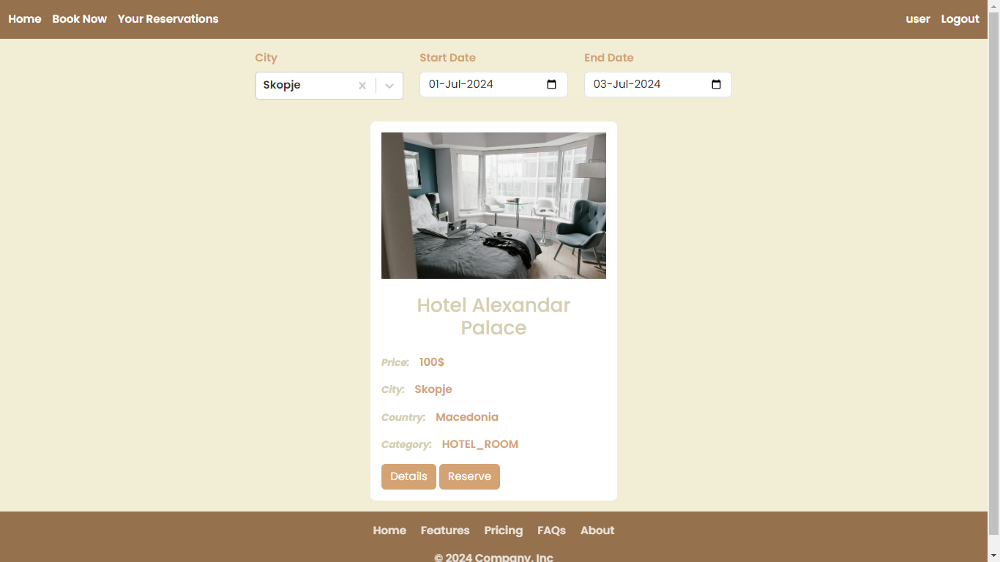 Home Book Now Your Reservations user Logout
City Start Date End Date
Skopje 01-Jul-2024 03-Jul-2024
Hotel Alexandar
Palace
Price: 100$
City: Skopje
Country: Macedonia
Category: HOTEL_ROOM
Details Reserve
Home Features Pricing FAQs About
© 2024 Company, Inc